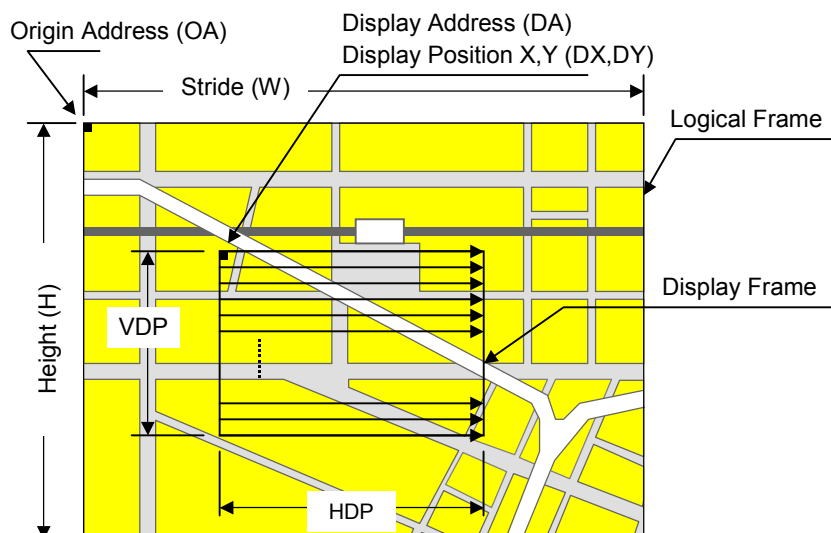 Origin Address (OA)
Display Address (DA)
Display Position X,Y (DX,DY)
Stride (W)
Logical Frame
Height (H)
VDP
Display Frame
HDP